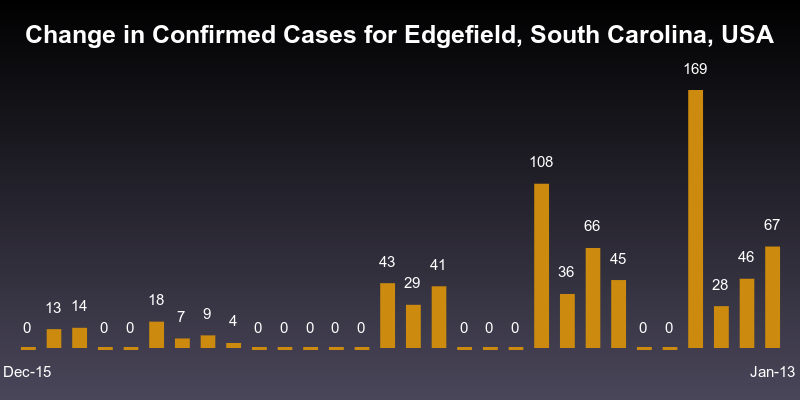 Change in Confirmed Cases for Edgefield, South Carolina, USA
0 13 14 0 0 18 7 9 4 0 0 0 0 0 43 29 41 0 0 0 108 36 66 45 0 0 169 28 46 67
Dec-15 Jan-13